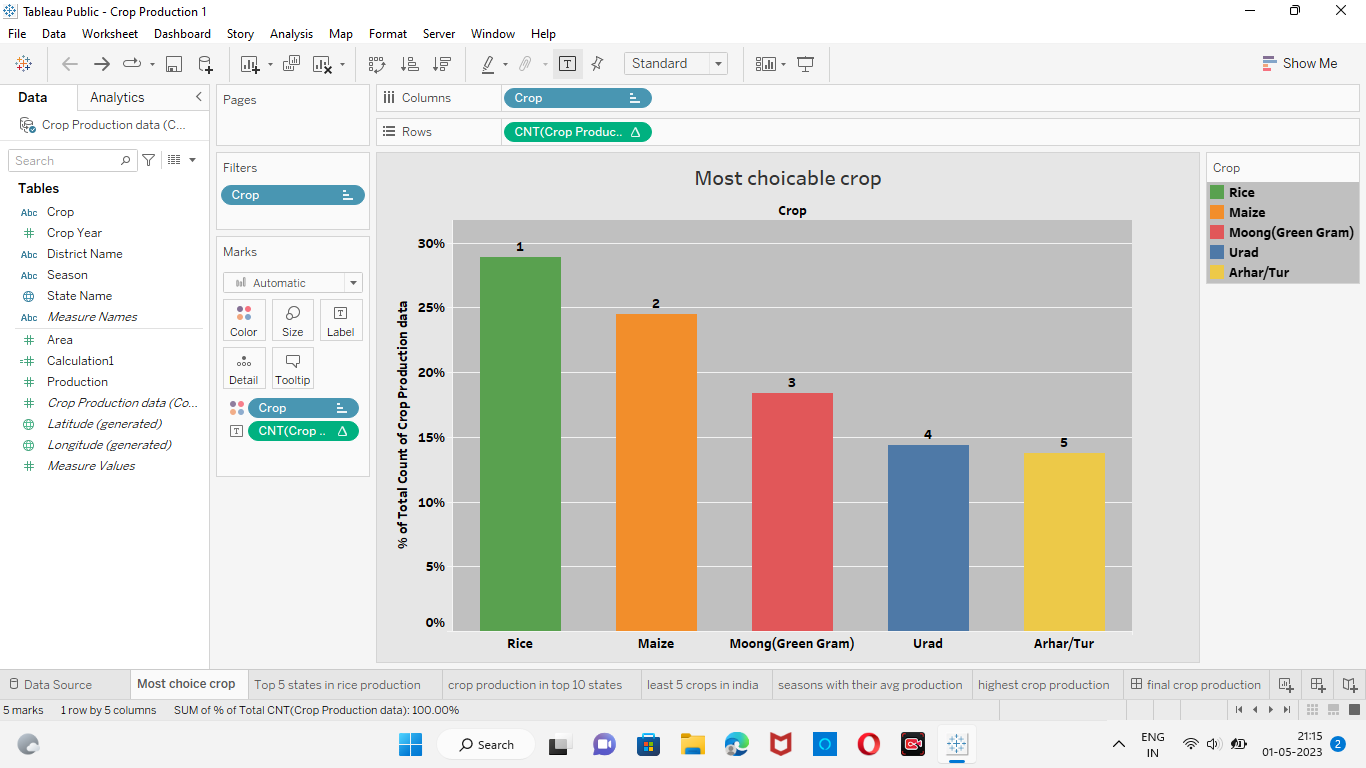 Tableau Public - Crop Production 1
File Data Worksheet Dashboard Story Analysis Map Format Server Window Help
Standard
Show Me
Data Analytics
Crop Production data (C...
Search
Tables
Abc Crop
Crop Year
Abc District Name
Abc Season
State Name
Abc Measure Names
Area
Calculation1
Production
Crop Production data (Co...
Latitude (generated)
Longitude (generated)
Measure Values
Pages
Filters
Crop
Marks
Automatic
Color Size Label
Detail Tooltip
Crop
CNT(Crop ..
Columns Crop
Rows CNT(Crop Produc..
Most choicable crop
Crop
% of Total Count of Crop Production data
30%
25%
20%
15%
10%
5%
0%
1
2
3
4
5
Rice Maize Moong(Green Gram) Urad Arhar/Tur
Crop
Rice
Maize
Moong(Green Gram)
Urad
Arhar/Tur
Data Source Most choice crop Top 5 states in rice production crop production in top 10 states least 5 crops in india seasons with their avg production highest crop production final crop production
5 marks 1 row by 5 columns SUM of % of Total CNT(Crop Production data): 100.00%
Search
ENG
IN
21:15
01-05-2023
2